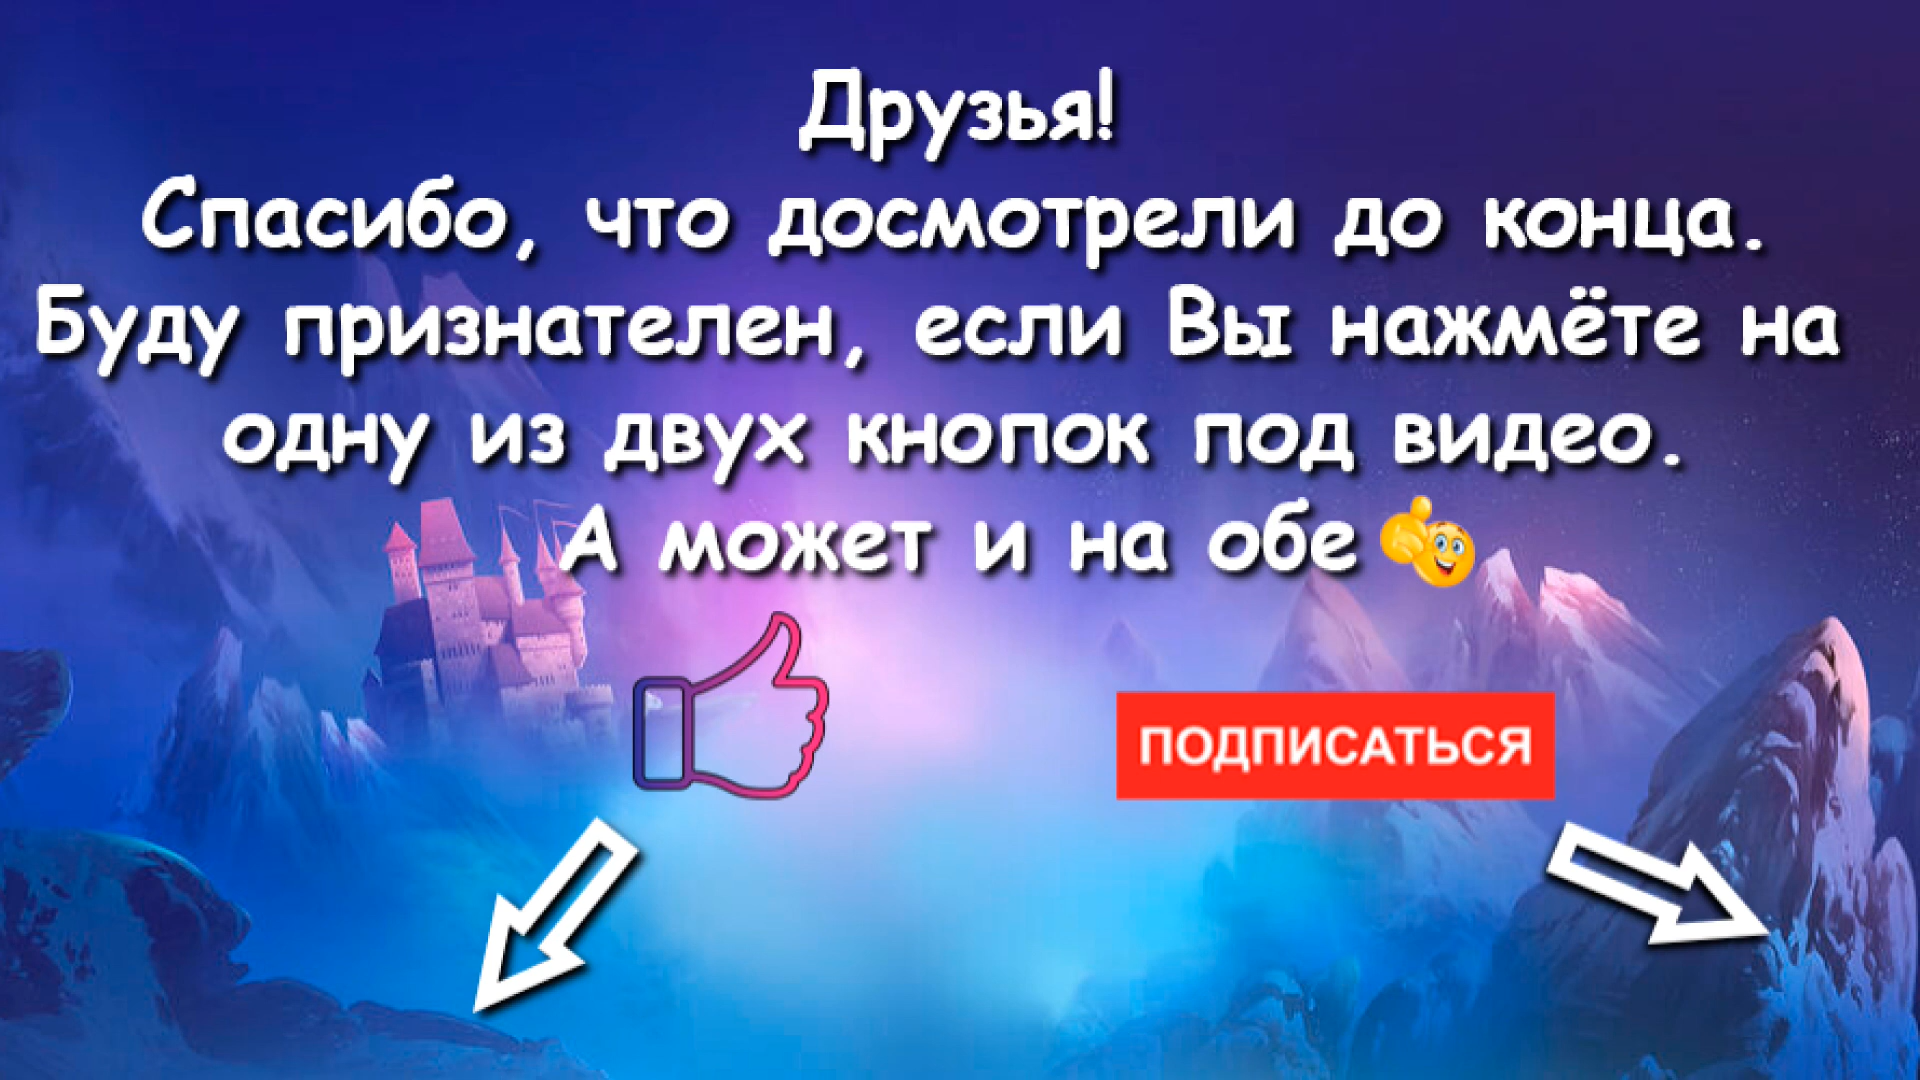 Друзья!
Спасибо, что досмотрели до конца.
Буду признателен, если Вы нажмёте на
одну из двух кнопок под видео.
А может и на обе
ПОДПИСАТЬСЯ